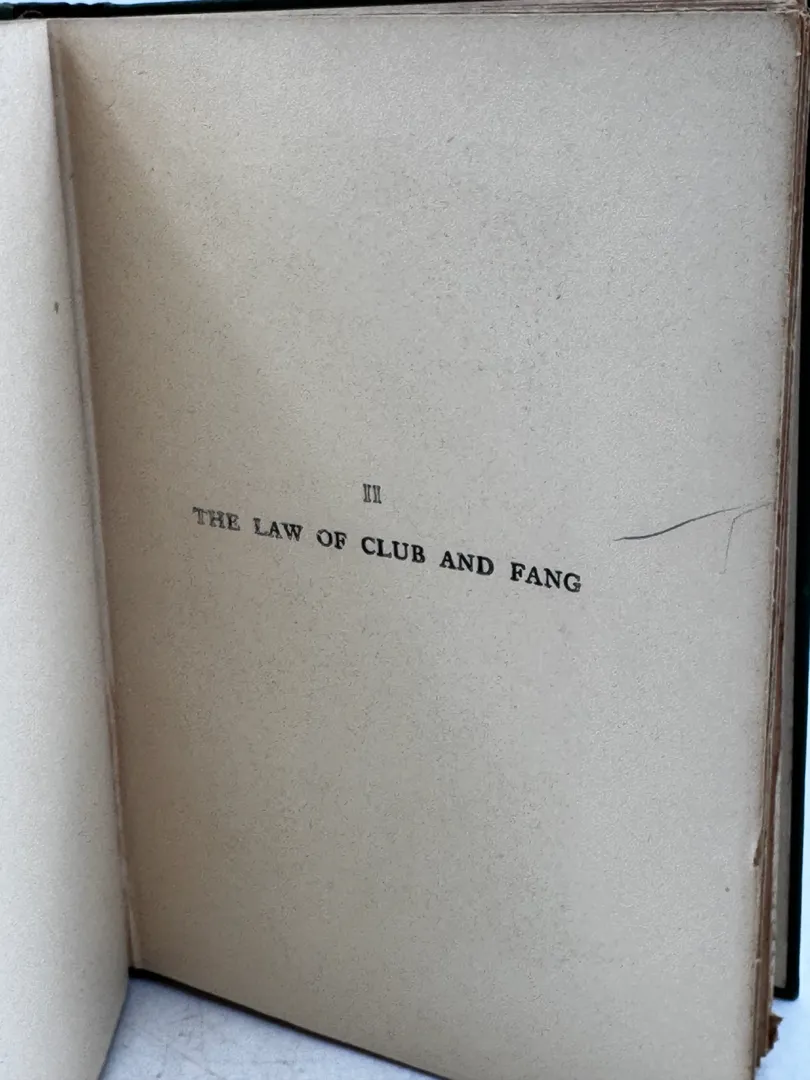 II
THE LAW OF CLUB AND FANG